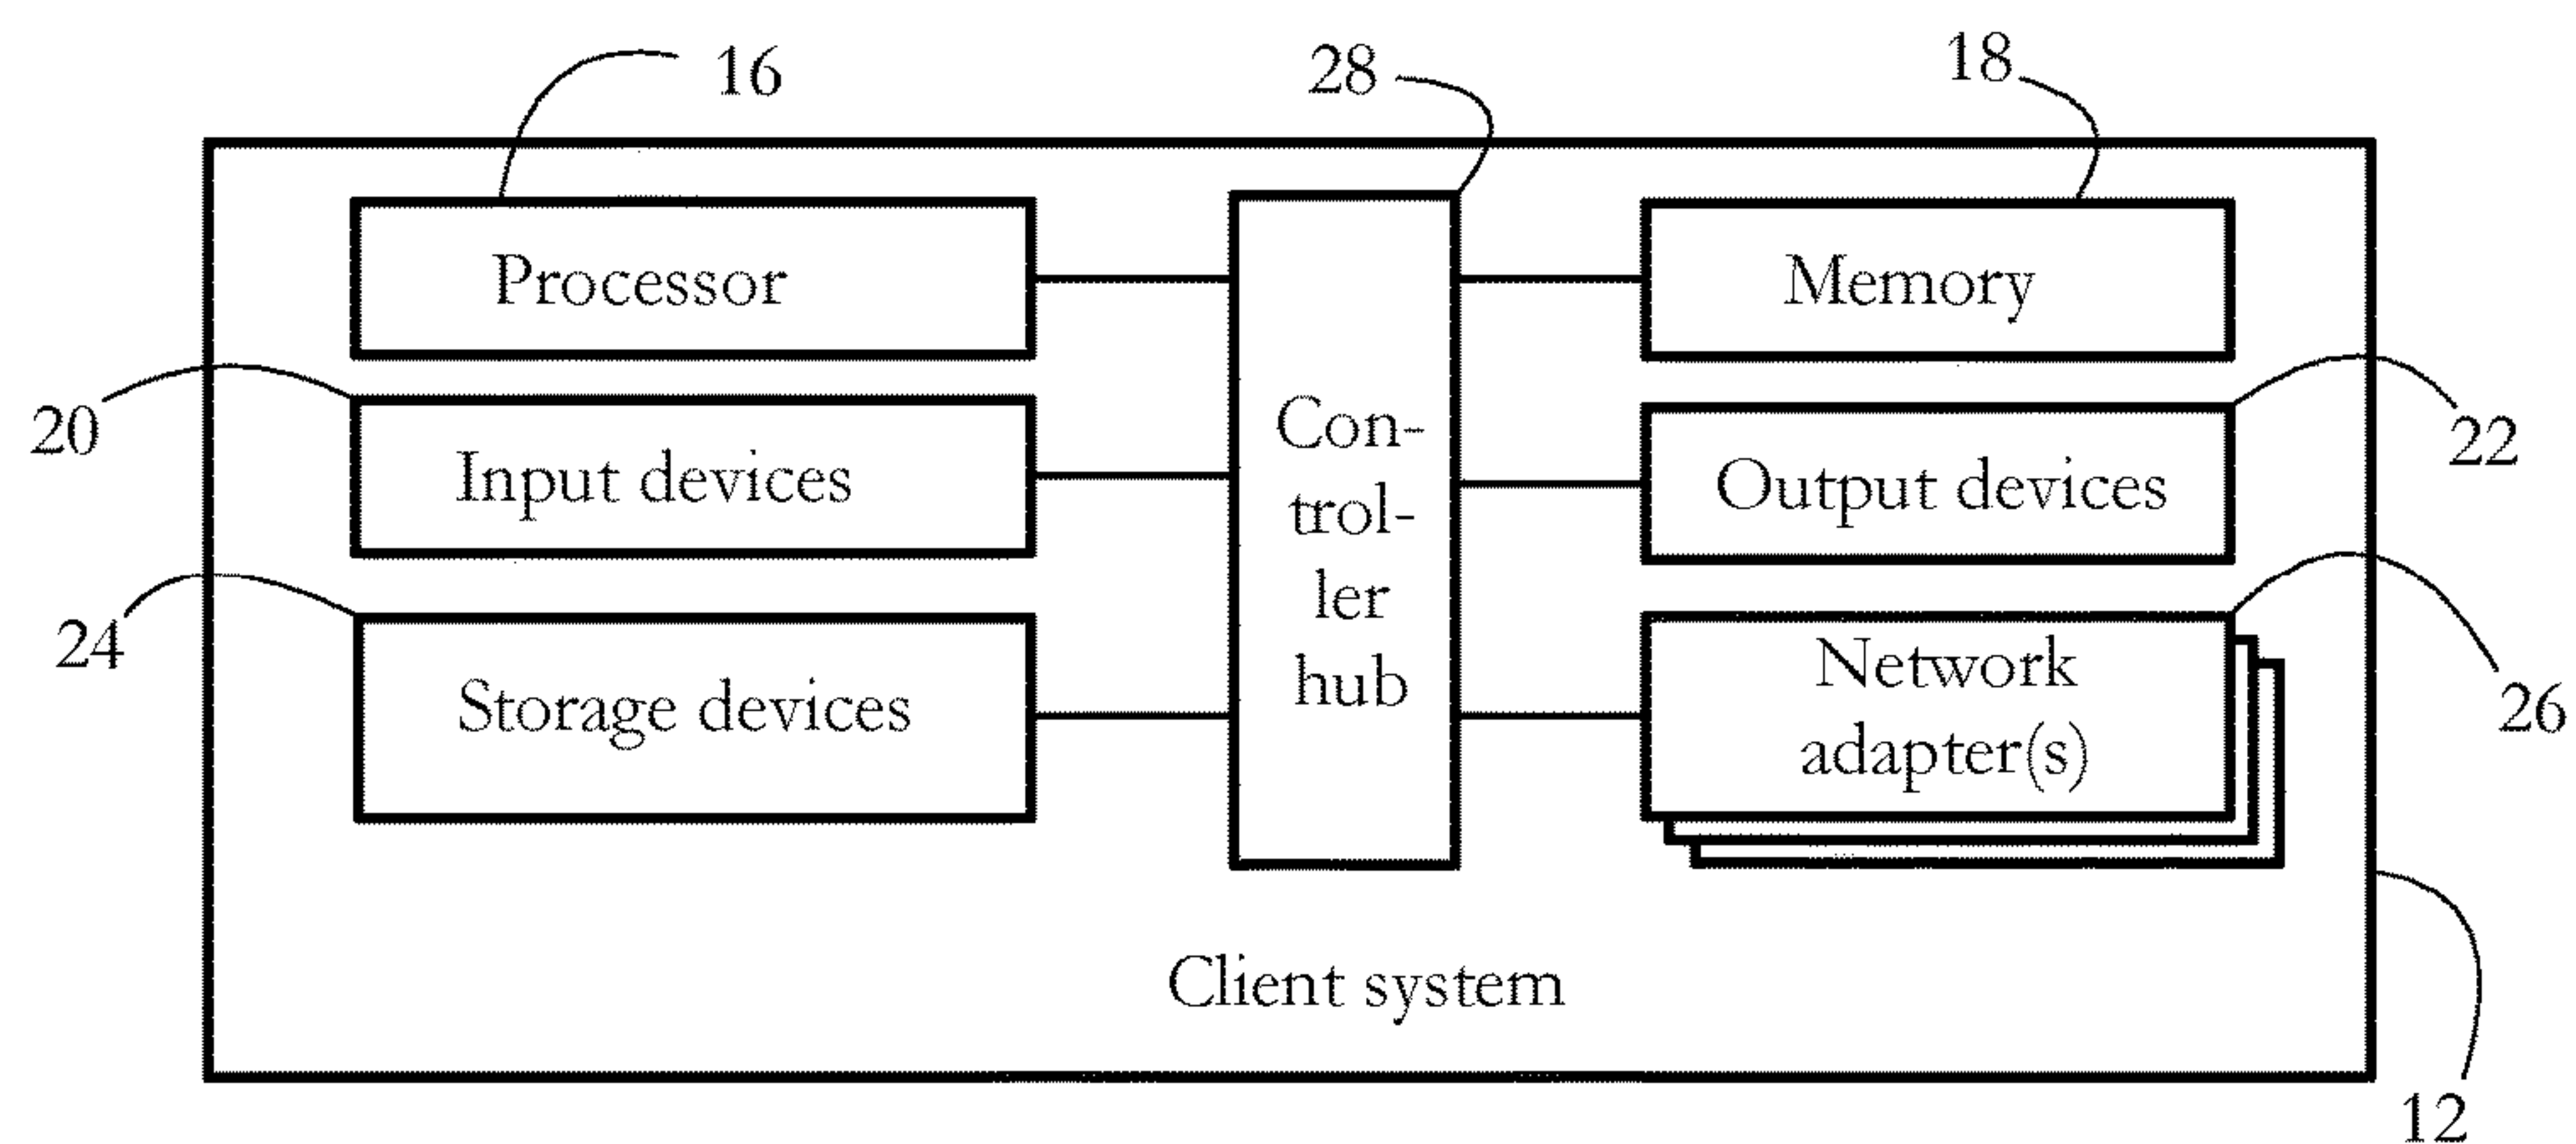 16
28
18
Processor
Memory
20
Input devices
Con-
trol-
ler
hub
Output devices
22
24
Storage devices
Network
adapter(s)
26
Client system
12